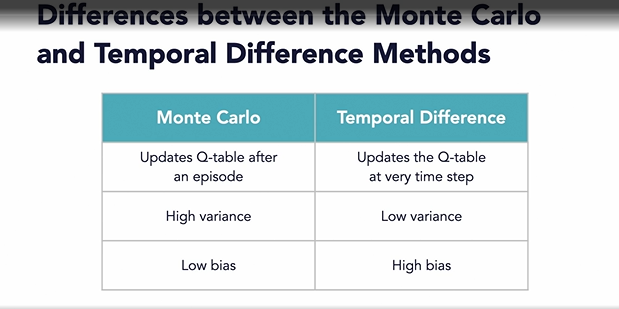 Differences between the Monte Carlo
and Temporal Difference Methods
Monte Carlo
Temporal Difference
Updates Q-table after
an episode
Updates the Q-table
at very time step
High variance
Low variance
Low bias
High bias